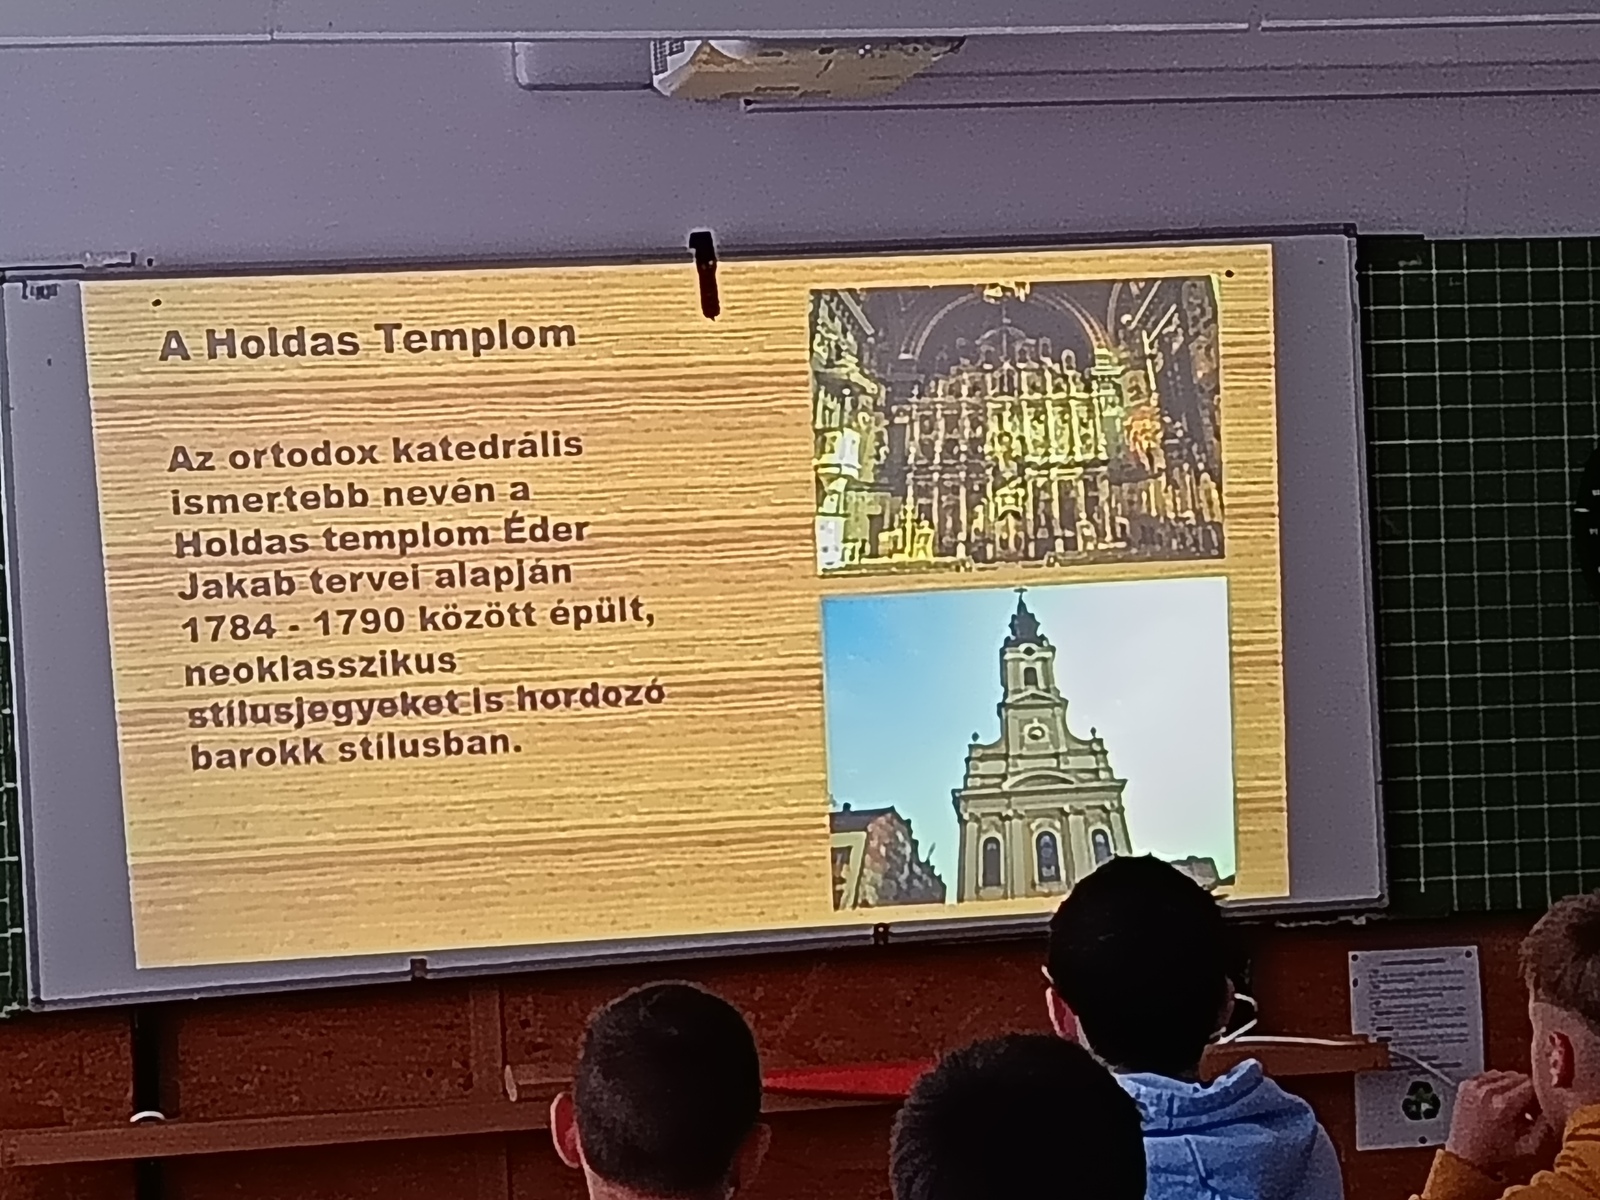 A Holdas Templom
Az ortodox katedrális
ismertebb nevén a
Holdas templom Éder
Jakab tervei alapján
1784 - 1790 között épült,
neoklasszikus
stílusjegyeket is hordozó
barokk stílusban.